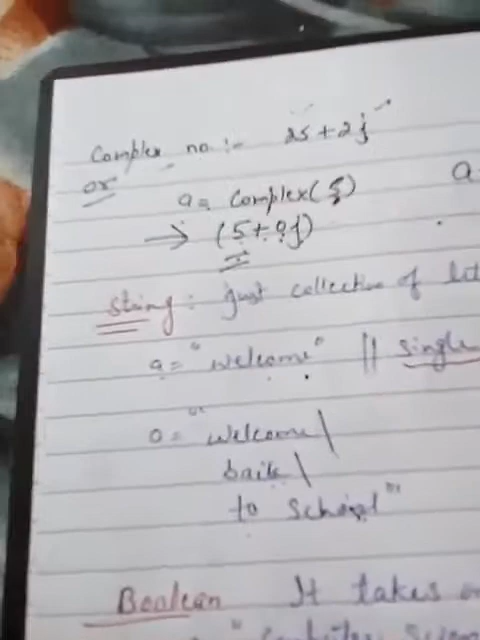 Complex no :- 25+2j
or
a= Complex(5) a
→ (5+0j)
String : Just collection of
a= "welcome" || single
a= "'welcome\
back\
to school"'
Boolean It takes